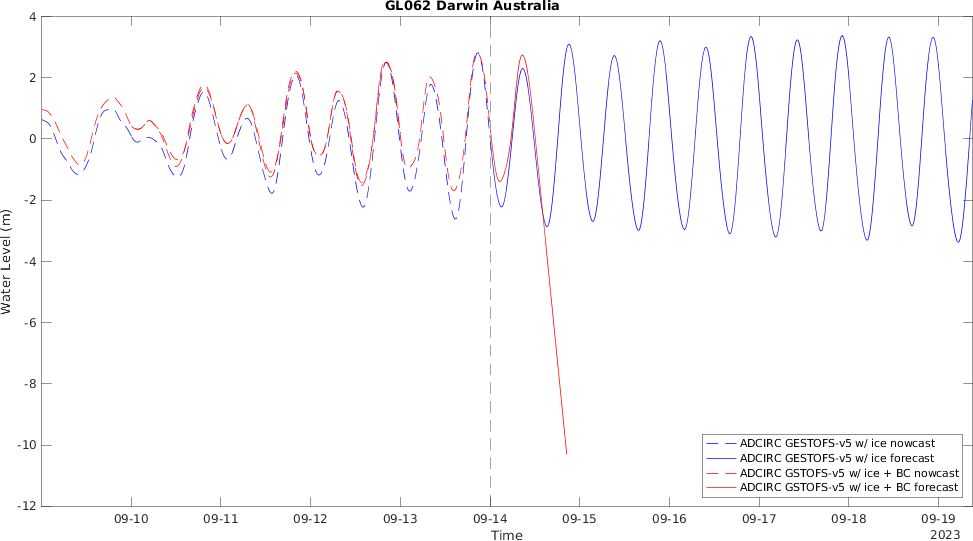 GL062 Darwin Australia
4
2
0
-2
-4
-6
-8
-10
-12
Water Level (m)
ADCIRC GESTOFS-v5 w/ ice nowcast
ADCIRC GESTOFS-v5 w/ ice forecast
ADCIRC GSTOFS-v5 w/ ice + BC nowcast
ADCIRC GSTOFS-v5 w/ ice + BC forecast
09-10 09-11 09-12 09-13 09-14 09-15 09-16 09-17 09-18 09-19
Time 2023